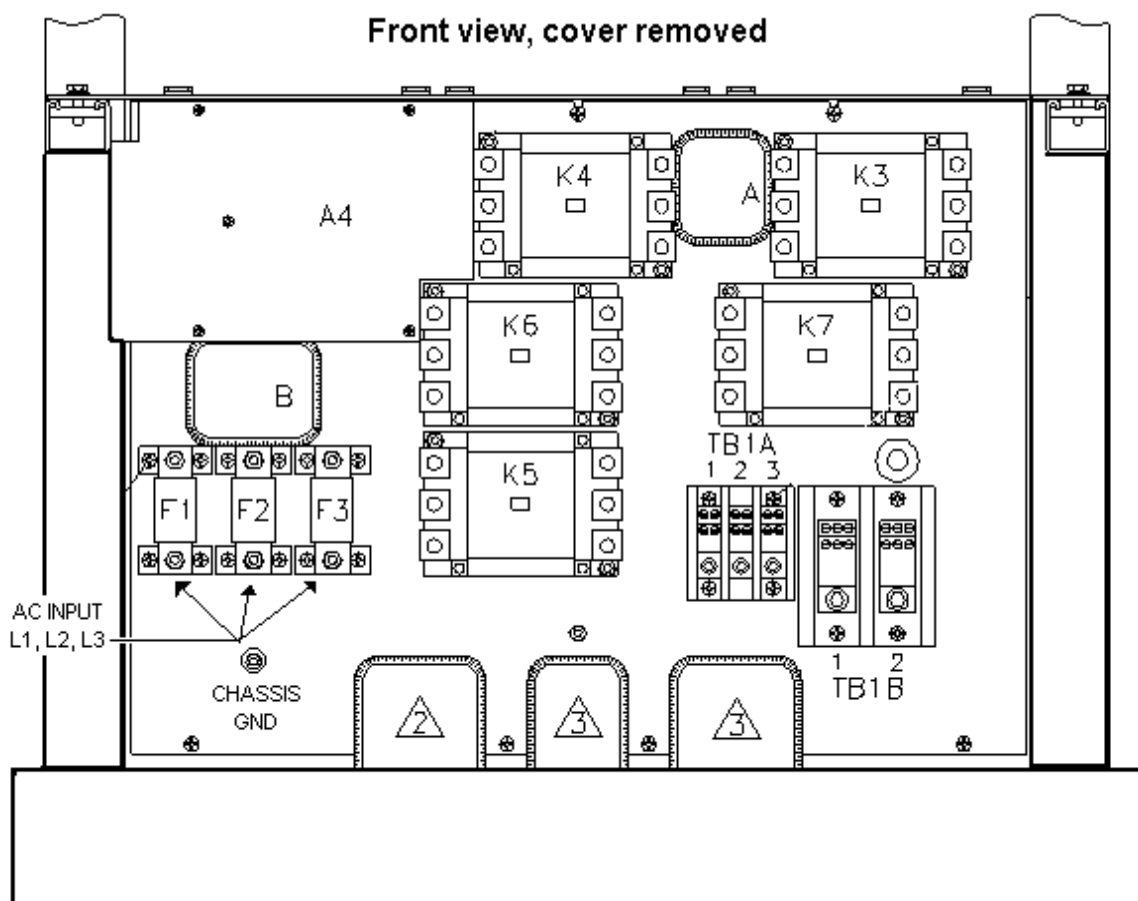 Front view, cover removed
K4
K3
A
A4
K6
K7
B
TB1A
1 2 3
K5
F1
F2
F3
AC INPUT
L1, L2, L3
CHASSIS
GND
1 2
TB1B
2
3
3